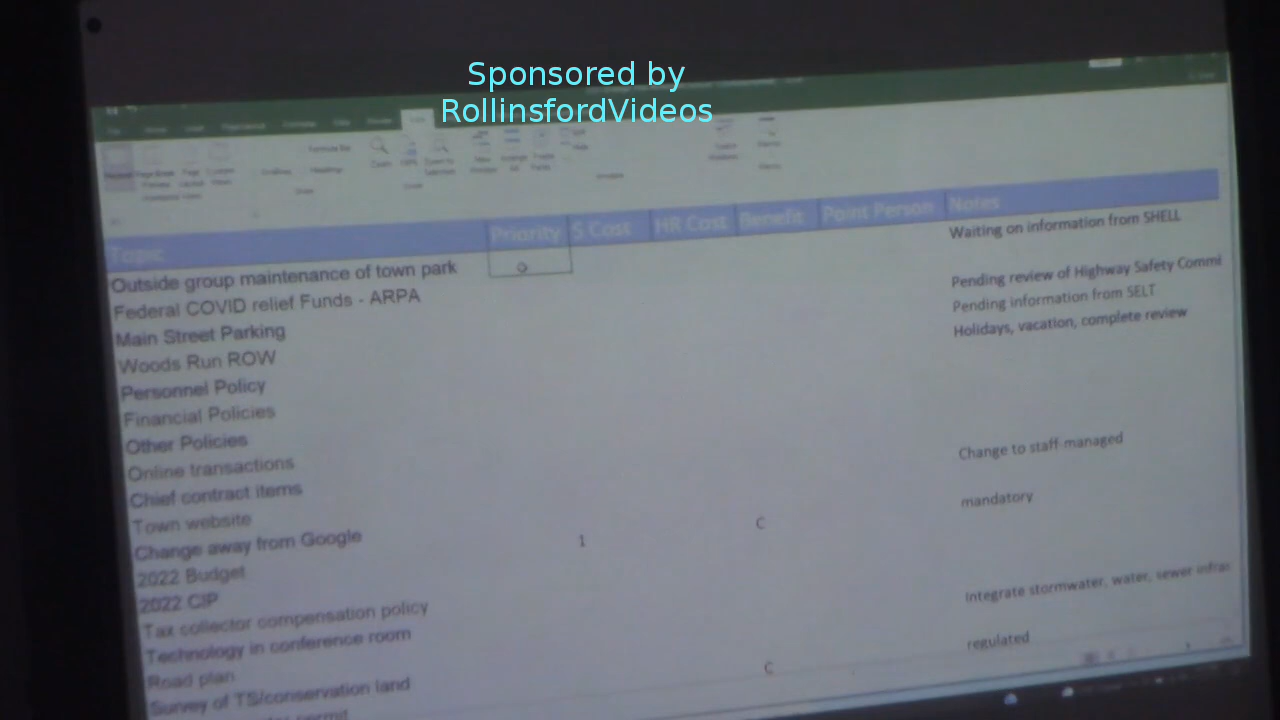 Sponsored by
RollinsfordVideos
Topic Priority $ Cost HR Cost Benefit Point Person Notes
Outside group maintenance of town park Waiting on information from SHELL
Federal COVID relief Funds - ARPA
Main Street Parking Pending review of Highway Safety Commi
Woods Run ROW Pending information from SELT
Personnel Policy Holidays, vacation, complete review
Financial Policies
Other Policies
Online transactions
Chief contract items
Town website Change to staff-managed
Change away from Google
2022 Budget 1 C mandatory
2022 CIP
Tax collector compensation policy
Technology in conference room
Road plan Integrate stormwater, water, sewer infras
Survey of TS/conservation land
permit C regulated